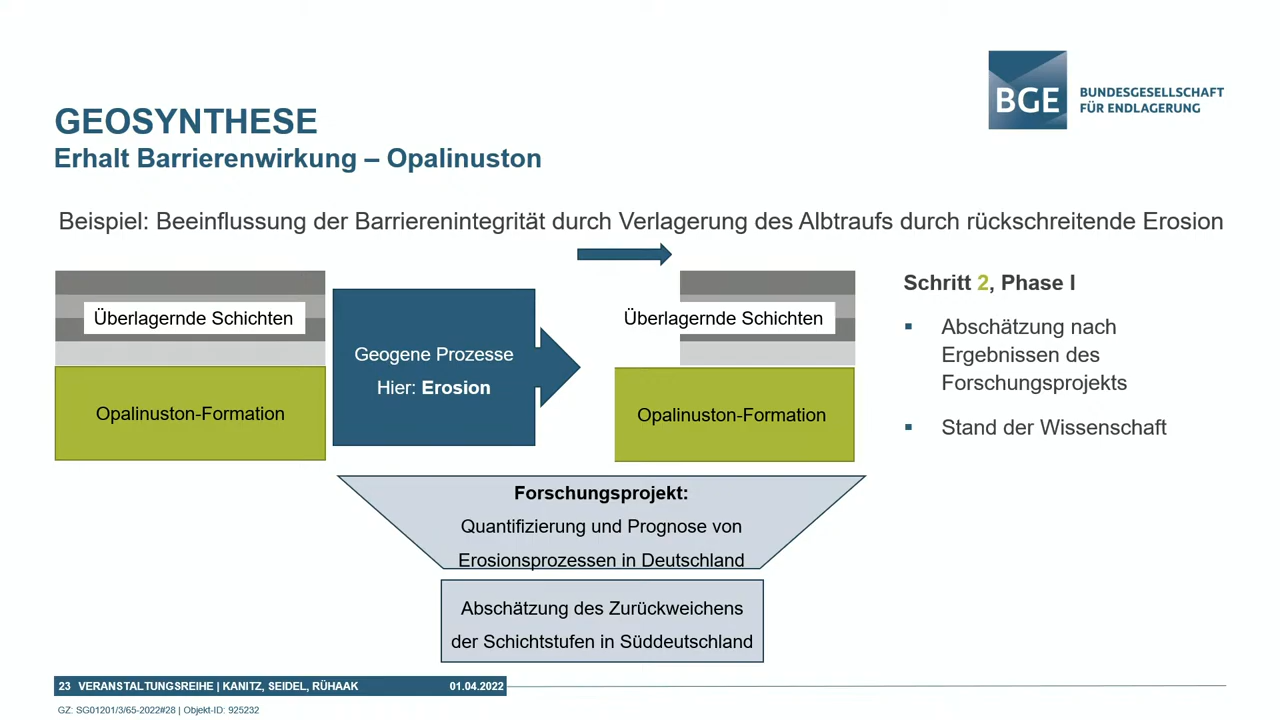 BGE
BUNDESGESELLSCHAFT
FÜR ENDLAGERUNG
GEOSYNTHESE
Erhalt Barrierenwirkung – Opalinuston
Beispiel: Beeinflussung der Barrierenintegrität durch Verlagerung des Albtraufs durch rückschreitende Erosion
Überlagernde Schichten
Opalinuston-Formation
Geogene Prozesse
Hier: Erosion
Überlagernde Schichten
Opalinuston-Formation
Schritt 2, Phase I
▪ Abschätzung nach
Ergebnissen des
Forschungsprojekts
▪ Stand der Wissenschaft
Forschungsprojekt:
Quantifizierung und Prognose von
Erosionsprozessen in Deutschland
Abschätzung des Zurückweichens
der Schichtstufen in Süddeutschland
23 VERANSTALTUNGSREIHE | KANITZ, SEIDEL, RÜHAAK 01.04.2022
GZ: SG01201/3/65-2022#28 | Objekt-ID: 925232